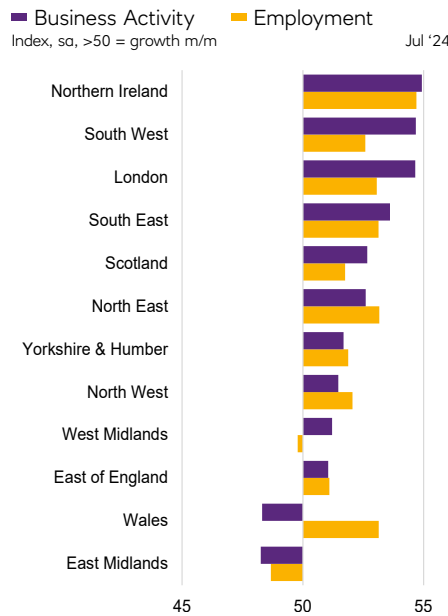 Business Activity Employment
Index, sa, >50 = growth m/m Jul ‘24
Northern Ireland
South West
London
South East
Scotland
North East
Yorkshire & Humber
North West
West Midlands
East of England
Wales
East Midlands
45 50 55